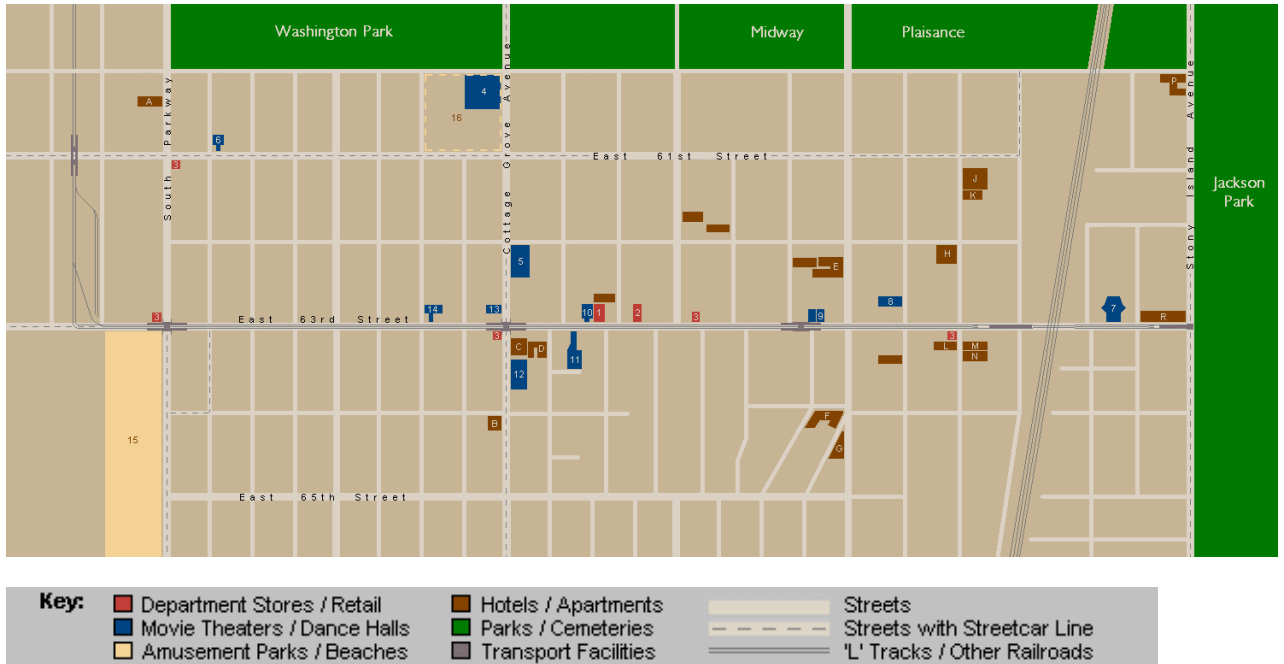 Washington Park
Midway
Plaisance
South Parkway
Cottage Grove Avenue
Stony Island Avenue
A
4
P
16
6
East 61st Street
3
J
K
Jackson
Park
5
H
E
8
14
13
10
1
2
3
3
9
7
R
East 63rd Street
3
3
C
D
11
L
M
N
12
15
B
F
G
East 65th Street
Key:
Department Stores / Retail
Hotels / Apartments
Streets
Movie Theaters / Dance Halls
Parks / Cemeteries
Streets with Streetcar Line
Amusement Parks / Beaches
Transport Facilities
'L' Tracks / Other Railroads